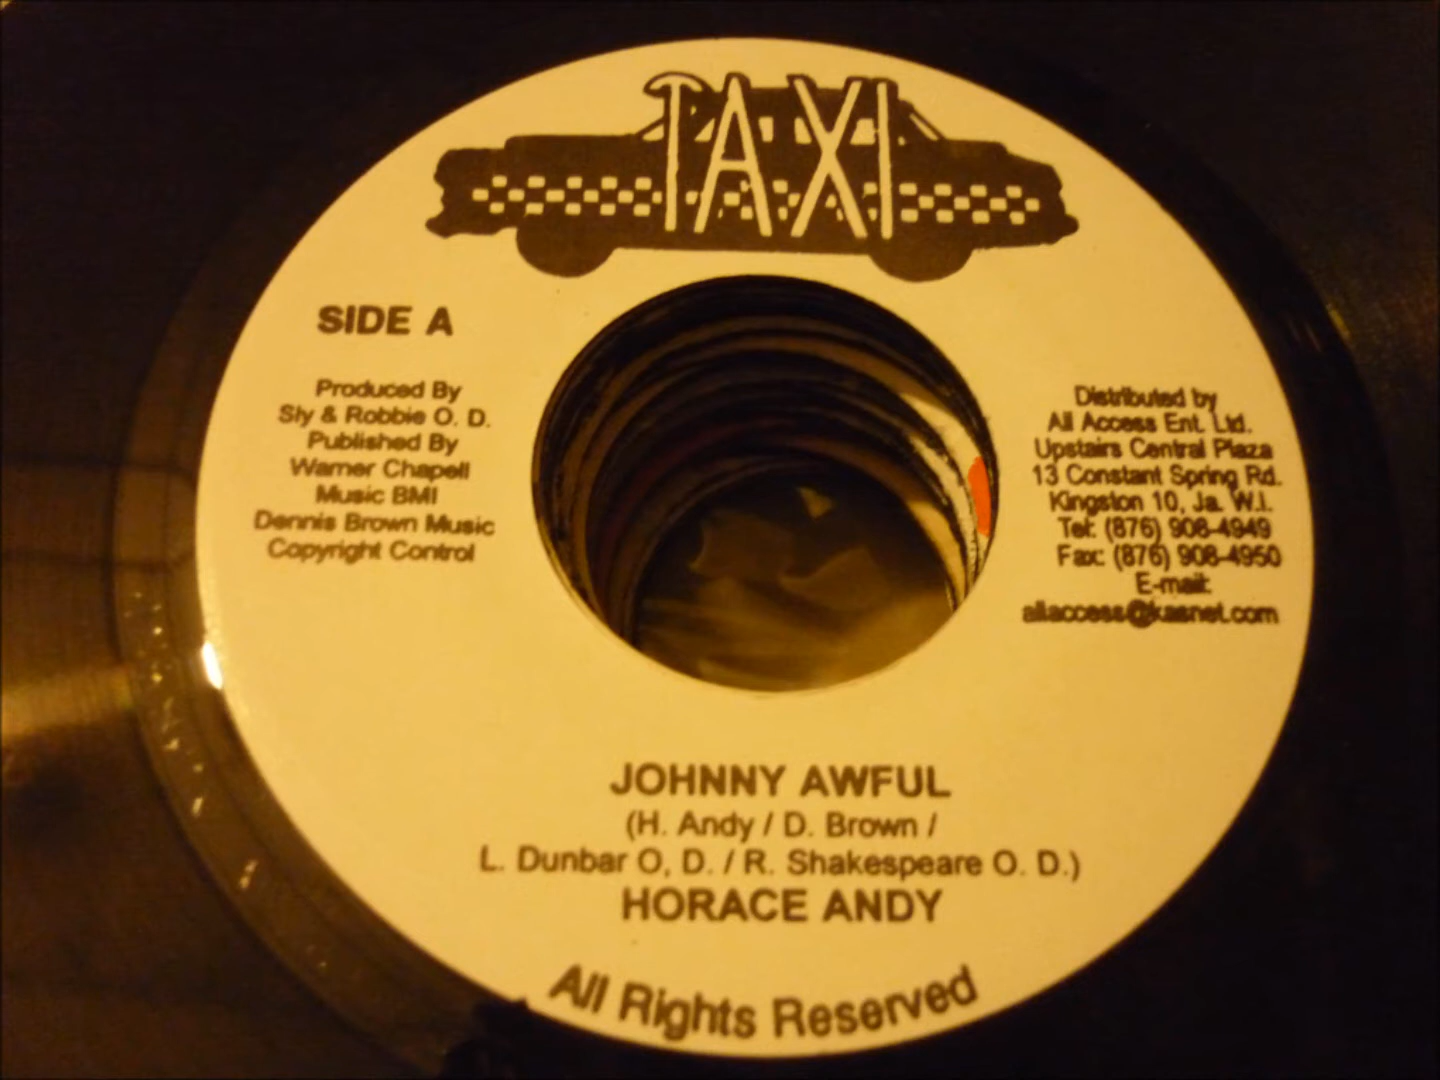 TAXI
SIDE A
Produced By
Sly & Robbie O. D.
Published By
Warner Chapell
Music BMI
Dennis Brown Music
Copyright Control
Distributed by
All Access Ent. Ltd.
Upstairs Central Plaza
13 Constant Spring Rd.
Kingston 10, Ja. W.I.
Tel: (876) 908-4949
Fax: (876) 908-4950
E-mail:
allaccess@kasnet.com
JOHNNY AWFUL
(H. Andy / D. Brown /
L. Dunbar O, D. / R. Shakespeare O. D.)
HORACE ANDY
All Rights Reserved